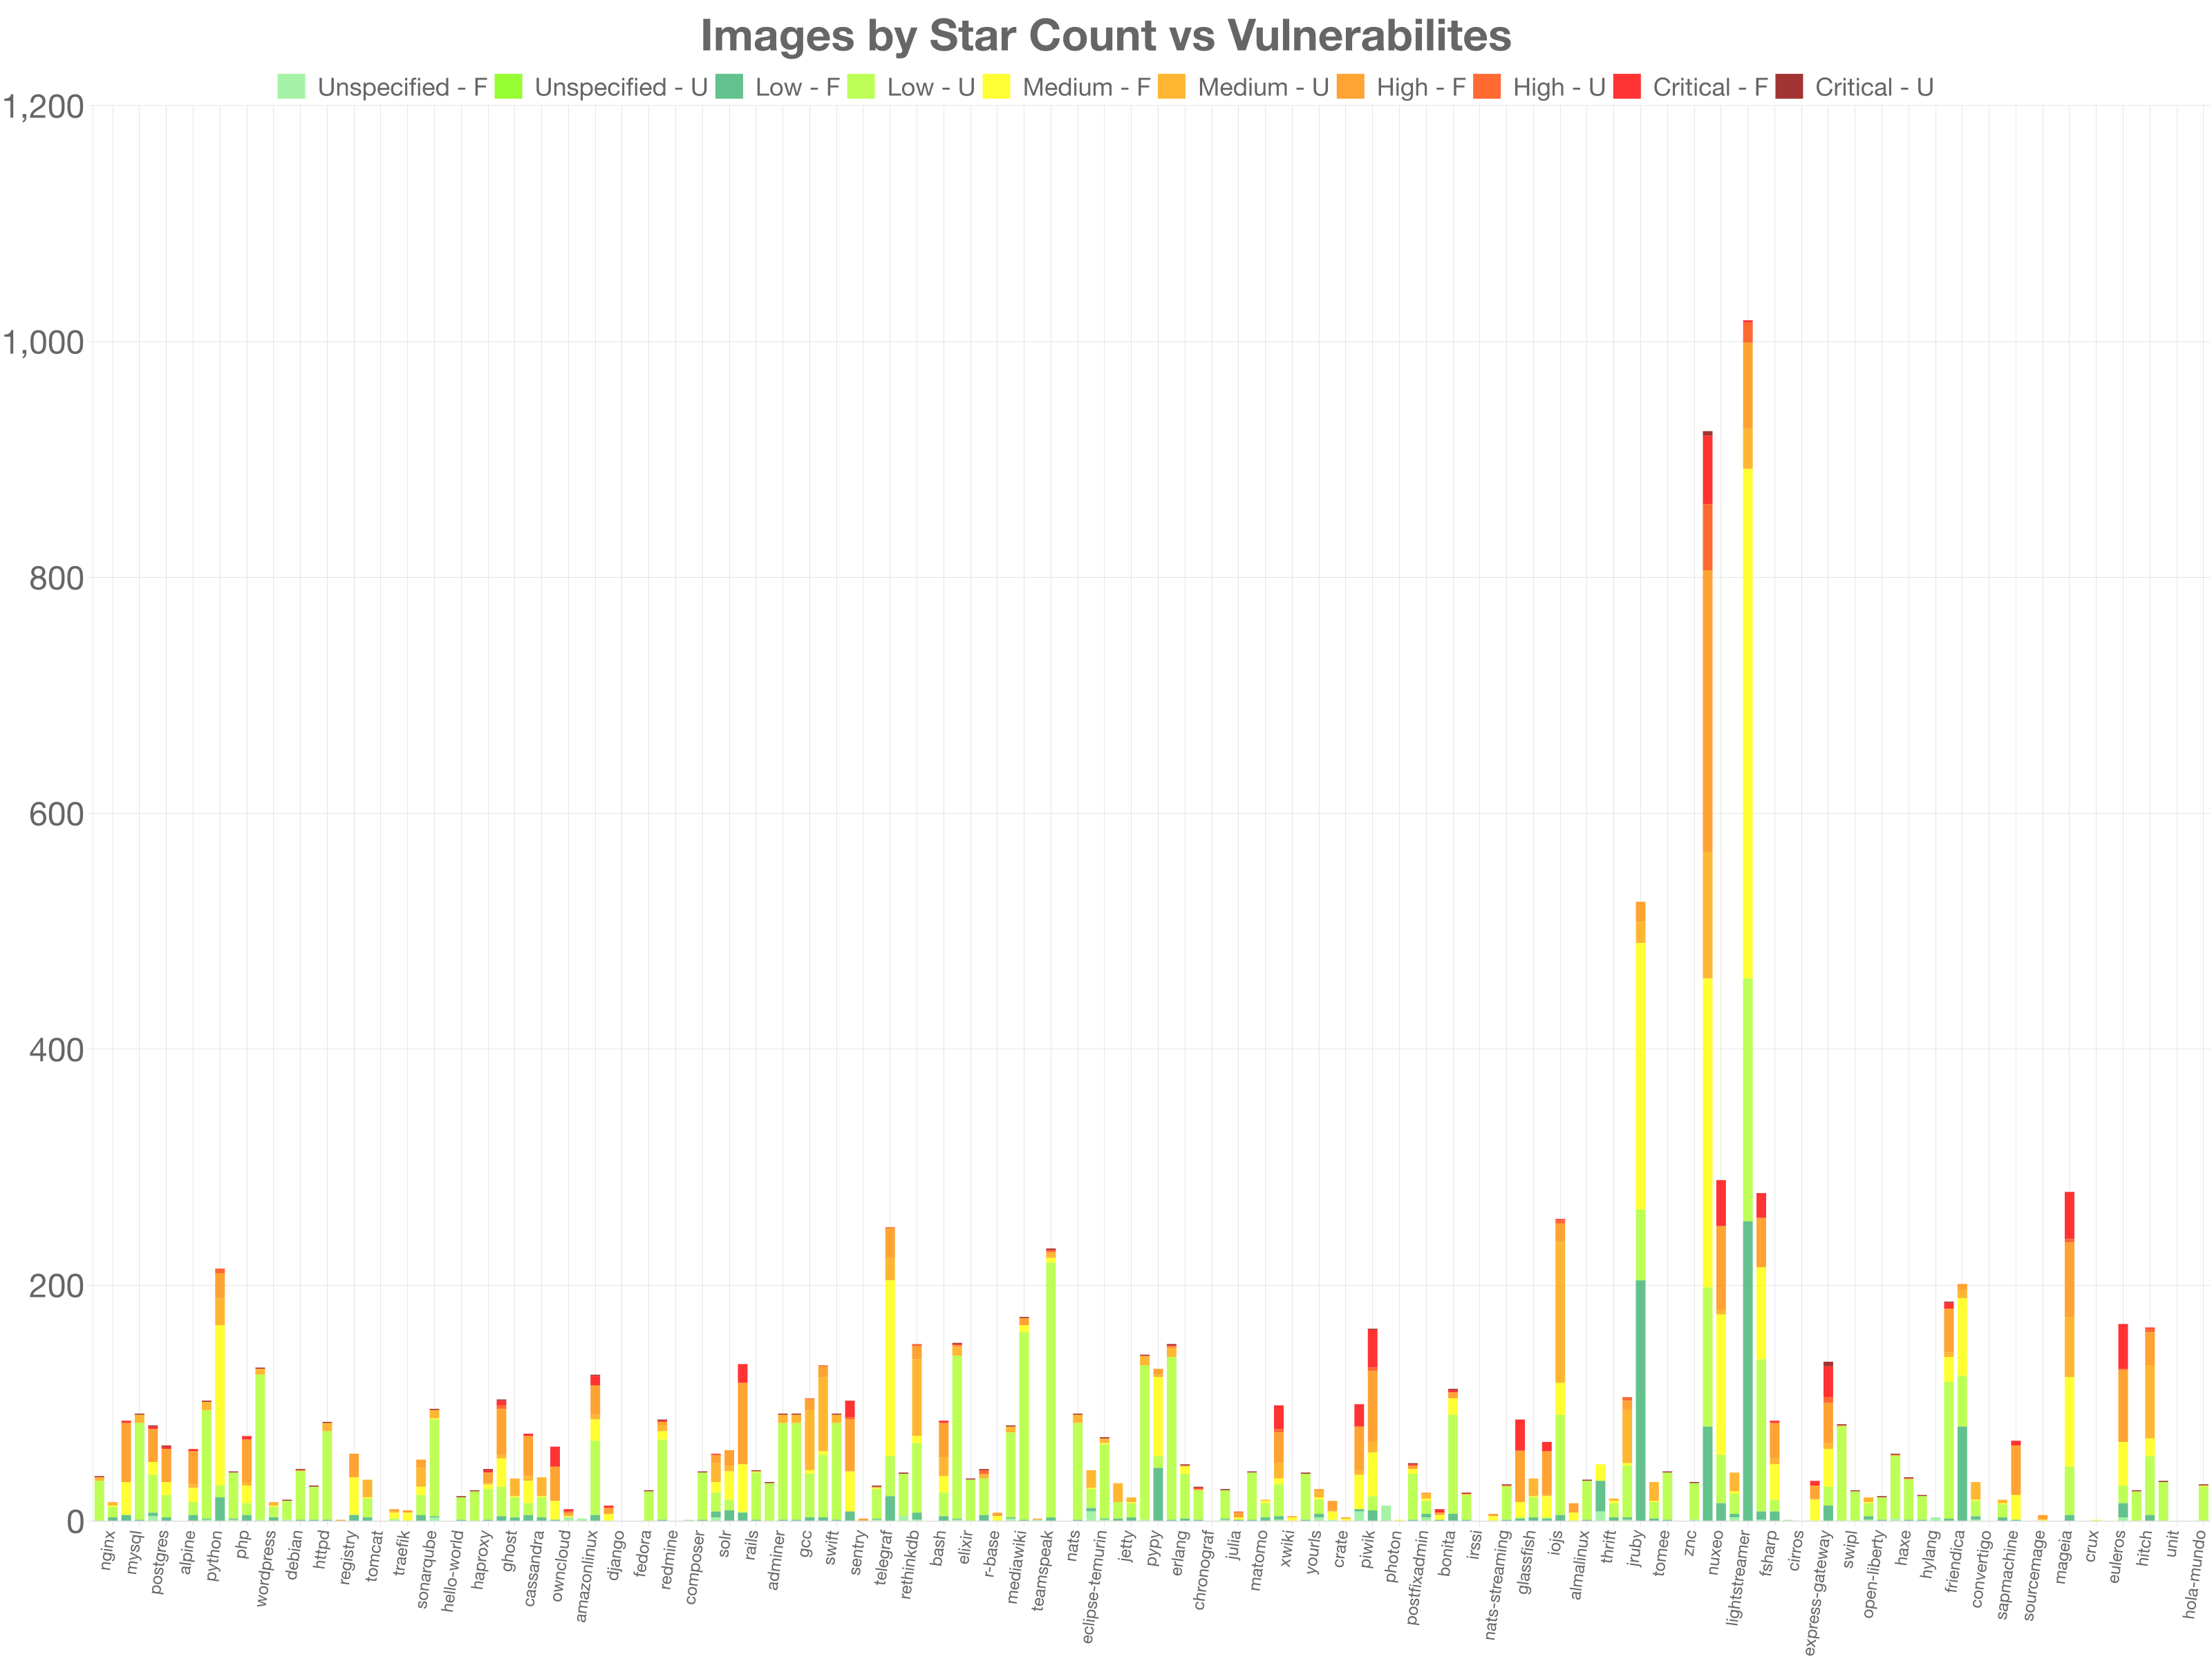 Images by Star Count vs Vulnerabilites
Unspecified - F Unspecified - U Low - F Low - U Medium - F Medium - U High - F High - U Critical - F Critical - U
1,200
1,000
800
600
400
200
0
nginx
mysql
postgres
alpine
python
php
wordpress
debian
httpd
registry
tomcat
traefik
sonarqube
hello-world
haproxy
ghost
cassandra
owncloud
amazonlinux
django
fedora
redmine
composer
solr
rails
adminer
gcc
swift
sentry
telegraf
rethinkdb
bash
elixir
r-base
mediawiki
teamspeak
nats
eclipse-temurin
jetty
pypy
erlang
chronograf
julia
matomo
xwiki
yourls
crate
piwik
photon
postfixadmin
bonita
irssi
nats-streaming
glassfish
iojs
almalinux
thrift
jruby
tomee
znc
nuxeo
lightstreamer
fsharp
cirros
express-gateway
swipl
open-liberty
haxe
hylang
friendica
convertigo
sapmachine
sourcemage
mageia
crux
euleros
hitch
unit
hola-mundo